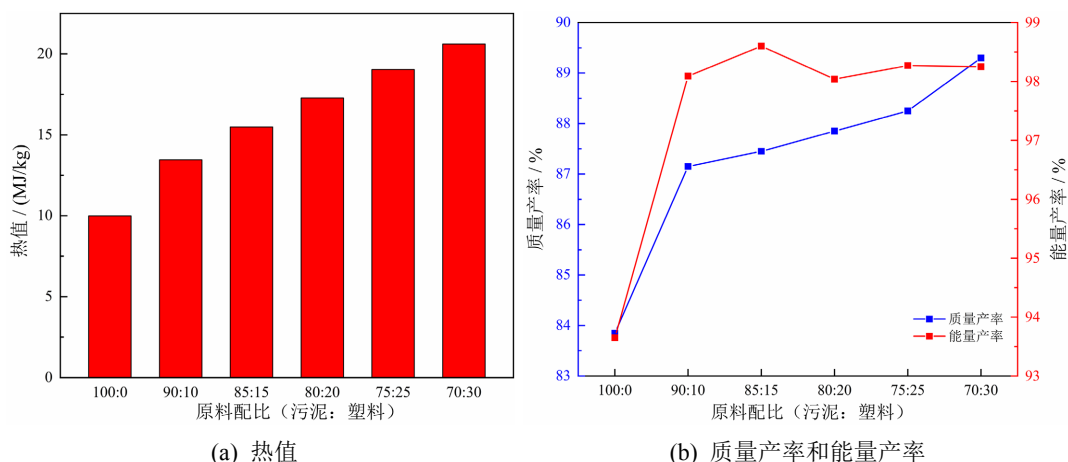 20
15
10
5
0
热值 / (MJ/kg)
100:0 90:10 85:15 80:20 75:25 70:30
原料配比（污泥：塑料）
(a) 热值
90
89
88
87
86
85
84
83
质量产率 / %
99
98
97
96
95
94
93
能量产率 / %
质量产率
能量产率
100:0 90:10 85:15 80:20 75:25 70:30
原料配比（污泥：塑料）
(b) 质量产率和能量产率